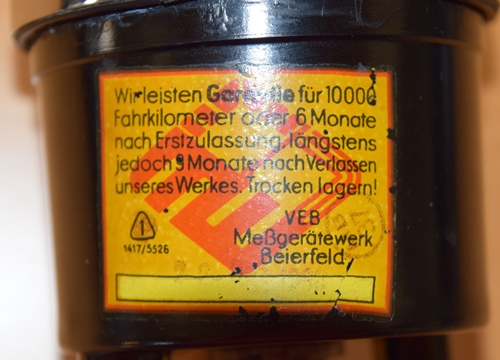 Wir leisten Garantie für 10000
Fahrkilometer oder 6 Monate
nach Erstzulassung, längstens
jedoch 9 Monate nach Verlassen
unseres Werkes. Trocken lagern!
VEB
Meßgerätewerk
Beierfeld
1
1417/5526